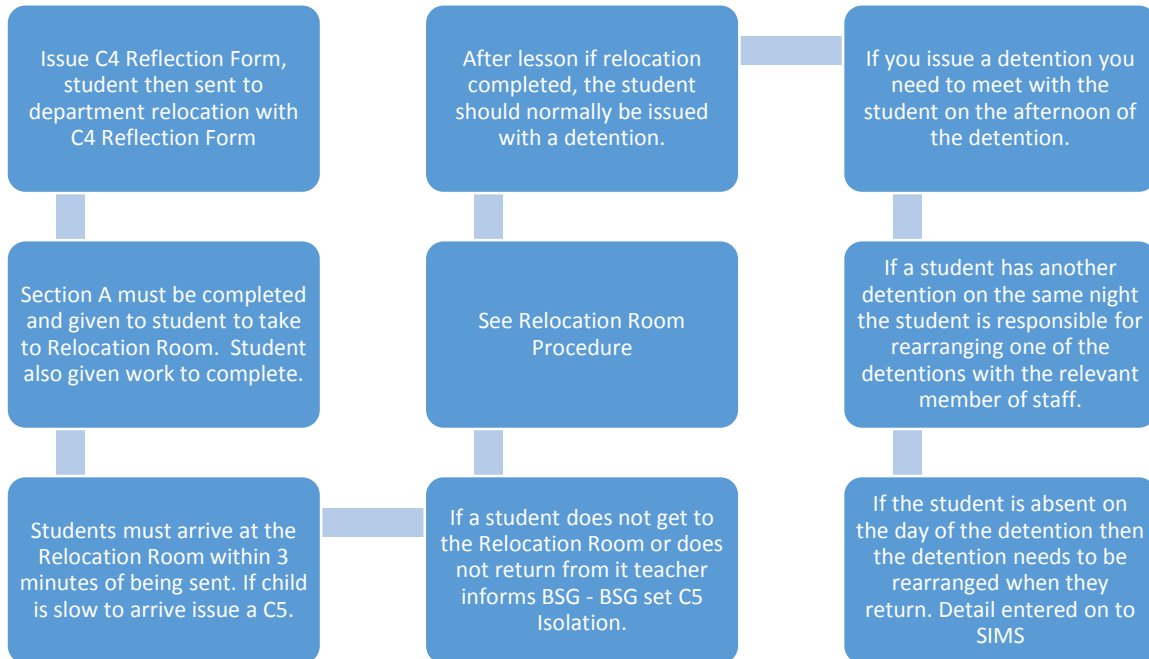 Issue C4 Reflection Form,
student then sent to
department relocation with
C4 Reflection Form
Section A must be completed
and given to student to take
to Relocation Room.  Student
also given work to complete.
Students must arrive at the
Relocation Room within 3
minutes of being sent. If child
is slow to arrive issue a C5.
If a student does not get to
the Relocation Room or does
not return from it teacher
informs BSG - BSG set C5
Isolation.
See Relocation Room
Procedure
After lesson if relocation
completed, the student
should normally be issued
with a detention.
If you issue a detention you
need to meet with the
student on the afternoon of
the detention.
If a student has another
detention on the same night
the student is responsible for
rearranging one of the
detentions with the relevant
member of staff.
If the student is absent on
the day of the detention then
the detention needs to be
rearranged when they
return. Detail entered on to
SIMS